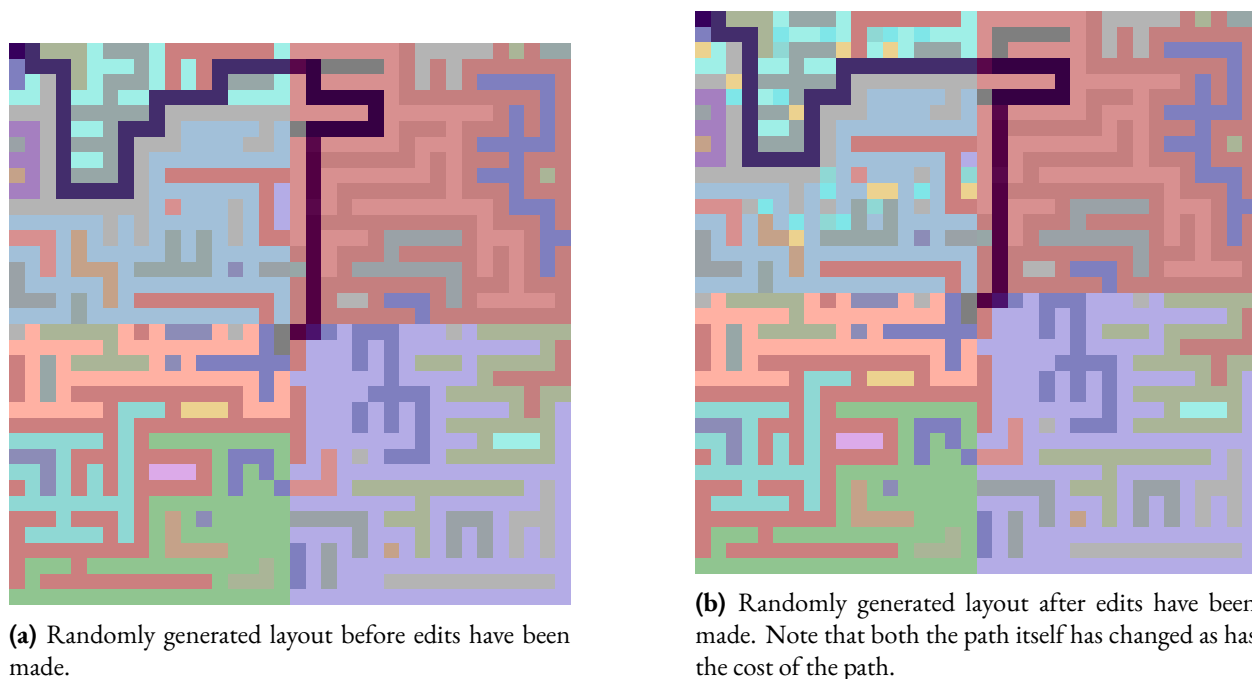 (a) Randomly generated layout before edits have been
made.
(b) Randomly generated layout after edits have been
made. Note that both the path itself has changed as has
the cost of the path.